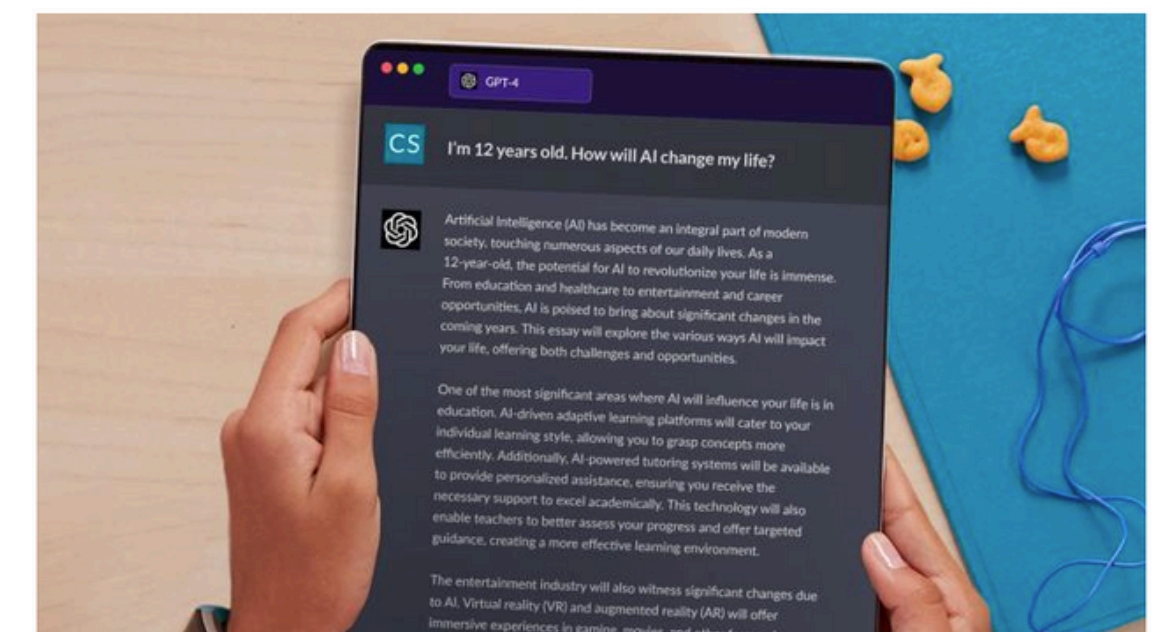 GPT-4
CS
I'm 12 years old. How will AI change my life?
Artificial Intelligence (AI) has become an integral part of modern
society, touching numerous aspects of our daily lives. As a
12-year-old, the potential for AI to revolutionize your life is immense.
From education and healthcare to entertainment and career
opportunities, AI is poised to bring about significant changes in the
coming years. This essay will explore the various ways AI will impact
your life, offering both challenges and opportunities.
One of the most significant areas where AI will influence your life is in
education. AI-driven adaptive learning platforms will cater to your
individual learning style, allowing you to grasp concepts more
efficiently. Additionally, AI-powered tutoring systems will be available
to provide personalized assistance, ensuring you receive the
necessary support to excel academically. This technology will also
enable teachers to better assess your progress and offer targeted
guidance, creating a more effective learning environment.
The entertainment industry will also witness significant changes due
to AI. Virtual reality (VR) and augmented reality (AR) will offer
immersive experiences in gaming, movies, and other